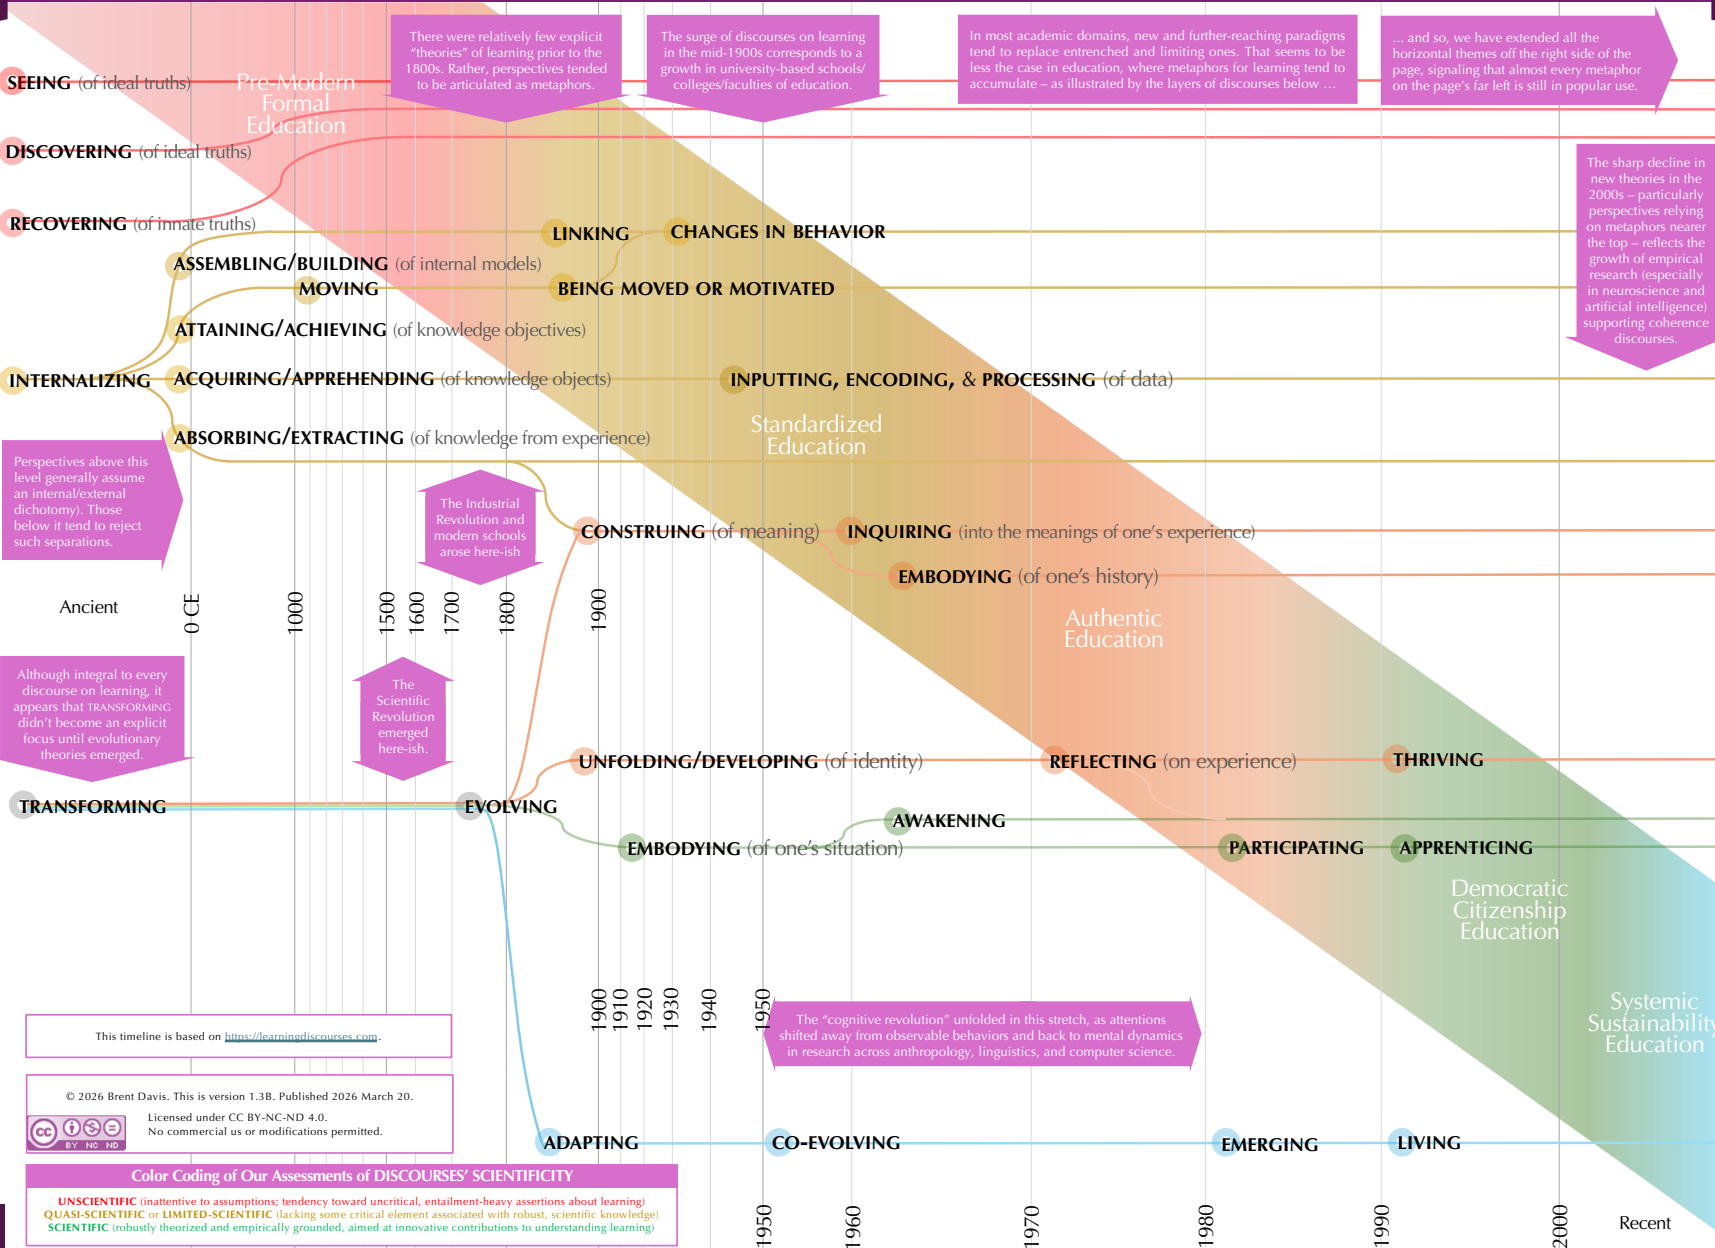 There were relatively few explicit
“theories” of learning prior to the
1800s. Rather, perspectives tended
to be articulated as metaphors.
The surge of discourses on learning
in the mid-1900s corresponds to a
growth in university-based schools/
colleges/faculties of education.
In most academic domains, new and further-reaching paradigms
tend to replace entrenched and limiting ones. That seems to be
less the case in education, where metaphors for learning tend to
accumulate – as illustrated by the layers of discourses below …
... and so, we have extended all the
horizontal themes off the right side of the
page, signaling that almost every metaphor
on the page’s far left is still in popular use.
SEEING (of ideal truths)
Pre-Modern
Formal
Education
DISCOVERING (of ideal truths)
The sharp decline in
new theories in the
2000s – particularly
perspectives relying
on metaphors nearer
the top – reflects the
growth of empirical
research (especially
in neuroscience and
artificial intelligence)
supporting coherence
discourses.
RECOVERING (of innate truths)
LINKING
CHANGES IN BEHAVIOR
ASSEMBLING/BUILDING (of internal models)
MOVING
BEING MOVED OR MOTIVATED
ATTAINING/ACHIEVING (of knowledge objectives)
INTERNALIZING
ACQUIRING/APPREHENDING (of knowledge objects)
INPUTTING, ENCODING, & PROCESSING (of data)
Standardized
Education
ABSORBING/EXTRACTING (of knowledge from experience)
Perspectives above this
level generally assume
an internal/external
dichotomy). Those
below it tend to reject
such separations.
The Industrial
Revolution and
modern schools
arose here-ish
CONSTRUING (of meaning)
INQUIRING (into the meanings of one’s experience)
EMBODYING (of one’s history)
Authentic
Education
Ancient
0 CE
1000
1500
1600
1700
1800
1900
Although integral to every
discourse on learning, it
appears that TRANSFORMING
didn’t become an explicit
focus until evolutionary
theories emerged.
The
Scientific
Revolution
emerged
here-ish.
UNFOLDING/DEVELOPING (of identity)
REFLECTING (on experience)
THRIVING
TRANSFORMING
EVOLVING
AWAKENING
EMBODYING (of one’s situation)
PARTICIPATING
APPRENTICING
Democratic
Citizenship
Education
Systemic
Sustainability
Education
1900
1910
1920
1930
1940
1950
The “cognitive revolution” unfolded in this stretch, as attentions
shifted away from observable behaviors and back to mental dynamics
in research across anthropology, linguistics, and computer science.
This timeline is based on https://learningdiscourses.com.
© 2026 Brent Davis. This is version 1.3B. Published 2026 March 20.
Licensed under CC BY-NC-ND 4.0.
No commercial us or modifications permitted.
cc
BY NC ND
ADAPTING
CO-EVOLVING
EMERGING
LIVING
Color Coding of Our Assessments of DISCOURSES’ SCIENTIFICITY
UNSCIENTIFIC (inattentive to assumptions; tendency toward uncritical, entailment-heavy assertions about learning)
QUASI-SCIENTIFIC or LIMITED-SCIENTIFIC (lacking some critical element associated with robust, scientific knowledge)
SCIENTIFIC (robustly theorized and empirically grounded, aimed at innovative contributions to understanding learning)
1950
1960
1970
1980
1990
2000
Recent